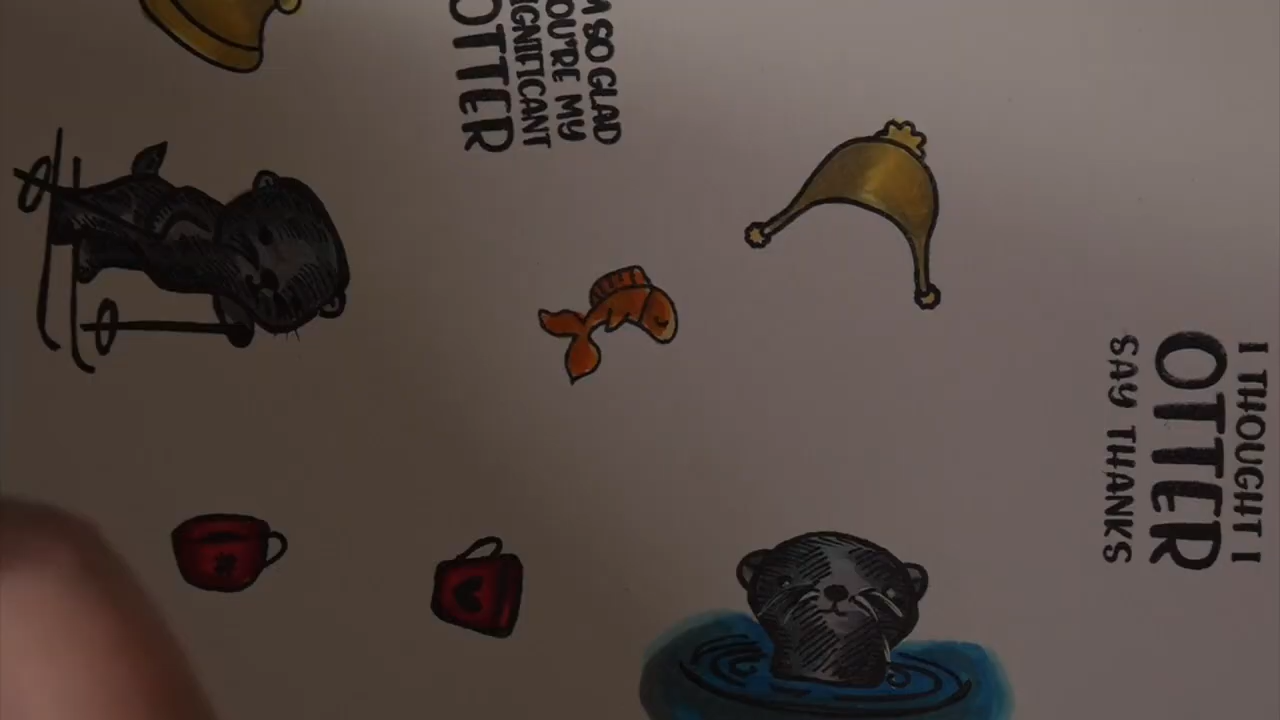 SO GLAD
YOU'RE MY
SIGNIFICANT
OTTER
I THOUGHT I
OTTER
SAY THANKS